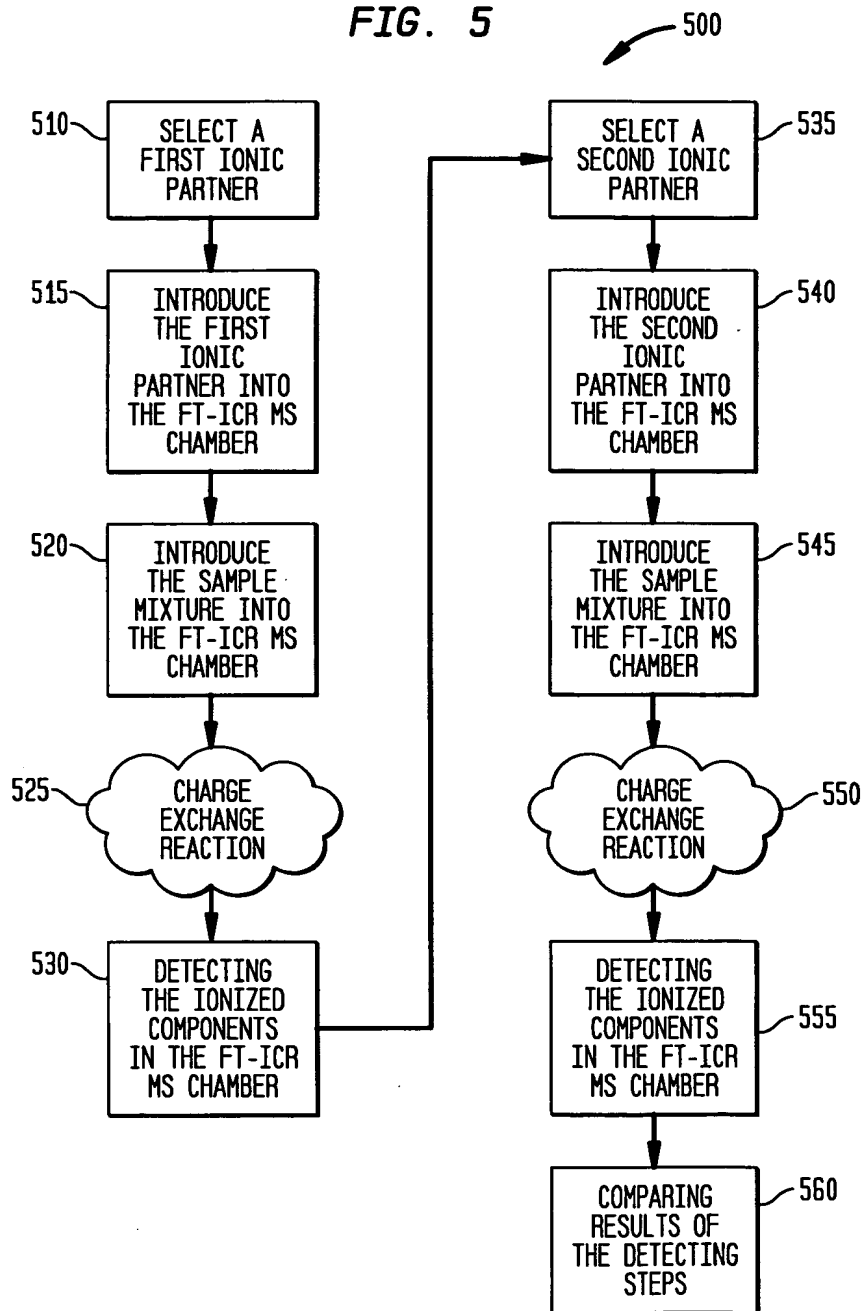 FIG. 5
500
510
SELECT A
FIRST IONIC
PARTNER
515
INTRODUCE
THE FIRST
IONIC
PARTNER INTO
THE FT-ICR MS
CHAMBER
520
INTRODUCE
THE SAMPLE
MIXTURE INTO
THE FT-ICR MS
CHAMBER
525
CHARGE
EXCHANGE
REACTION
530
DETECTING
THE IONIZED
COMPONENTS
IN THE FT-ICR
MS CHAMBER
535
SELECT A
SECOND IONIC
PARTNER
540
INTRODUCE
THE SECOND
IONIC
PARTNER INTO
THE FT-ICR MS
CHAMBER
545
INTRODUCE
THE SAMPLE
MIXTURE INTO
THE FT-ICR MS
CHAMBER
550
CHARGE
EXCHANGE
REACTION
555
DETECTING
THE IONIZED
COMPONENTS
IN THE FT-ICR
MS CHAMBER
560
COMPARING
RESULTS OF
THE DETECTING
STEPS